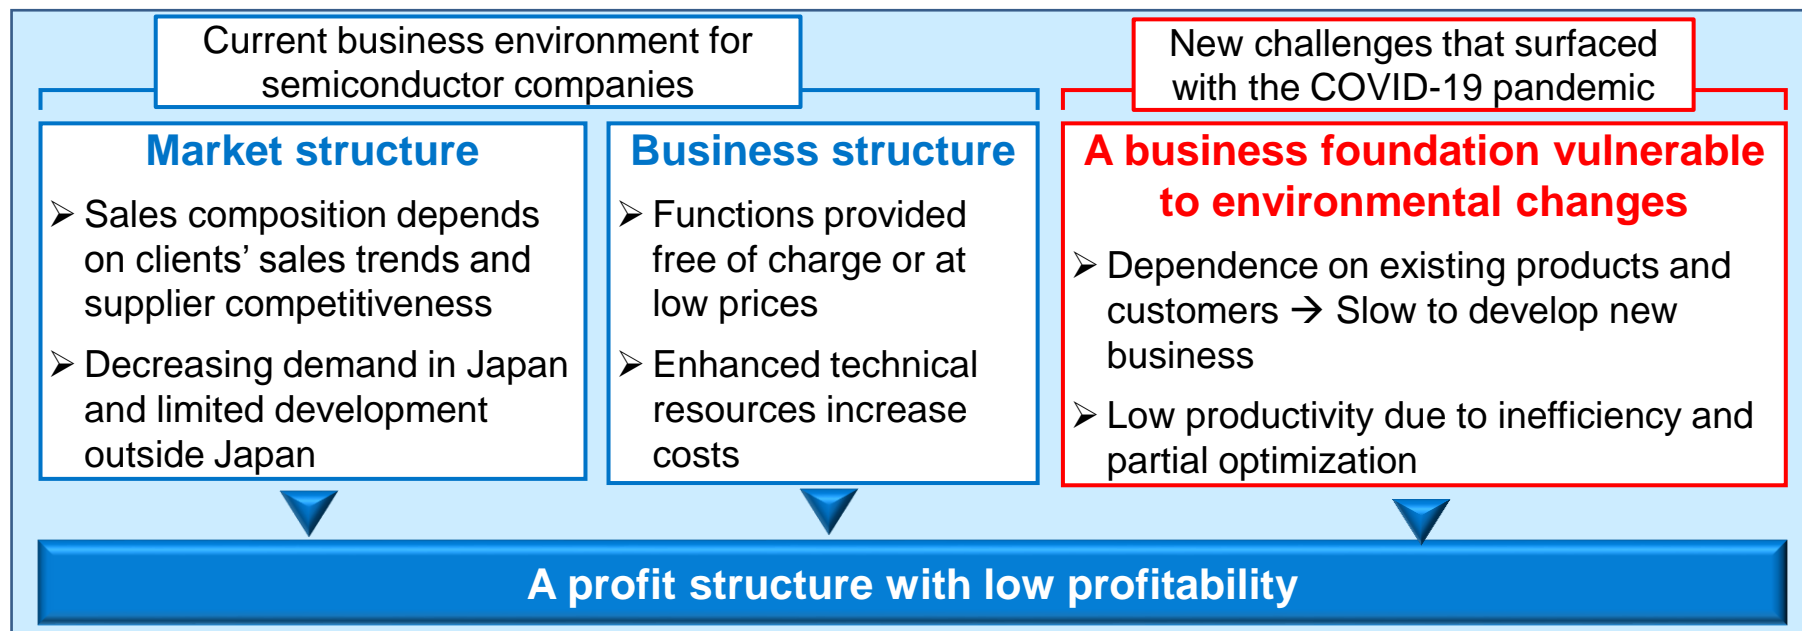 Current business environment for
semiconductor companies
New challenges that surfaced
with the COVID-19 pandemic
Market structure
➢ Sales composition depends
on clients’ sales trends and
supplier competitiveness
➢ Decreasing demand in Japan
and limited development
outside Japan
Business structure
➢ Functions provided
free of charge or at
low prices
➢ Enhanced technical
resources increase
costs
A business foundation vulnerable
to environmental changes
➢ Dependence on existing products and
customers → Slow to develop new
business
➢ Low productivity due to inefficiency and
partial optimization
A profit structure with low profitability